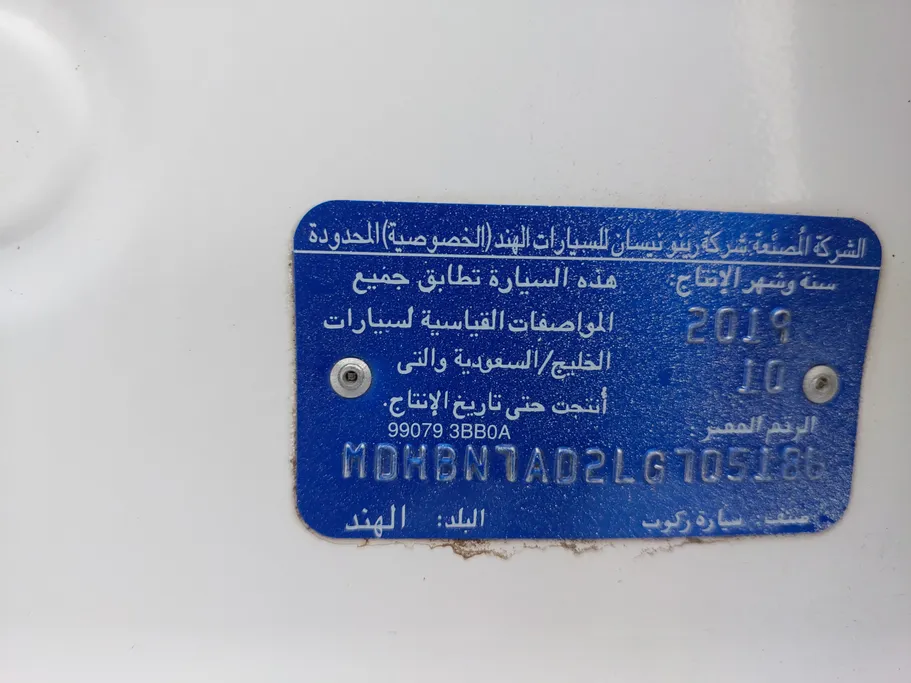 الشركة المصنعة شركة رينو نيسان للسيارات الهند (الخصوصية) المحدودة
سنة وشهر الإنتاج:
2019
10
هذه السيارة تطابق جميع
المواصفات القياسية لسيارات
الخليج/السعودية والتى
أنتجت حتى تاريخ الإنتاج.
99079 3BB0A
الرقم المميز
MDHBN7AD2LG705186
صنف: سيارة ركوب
البلد: الهند